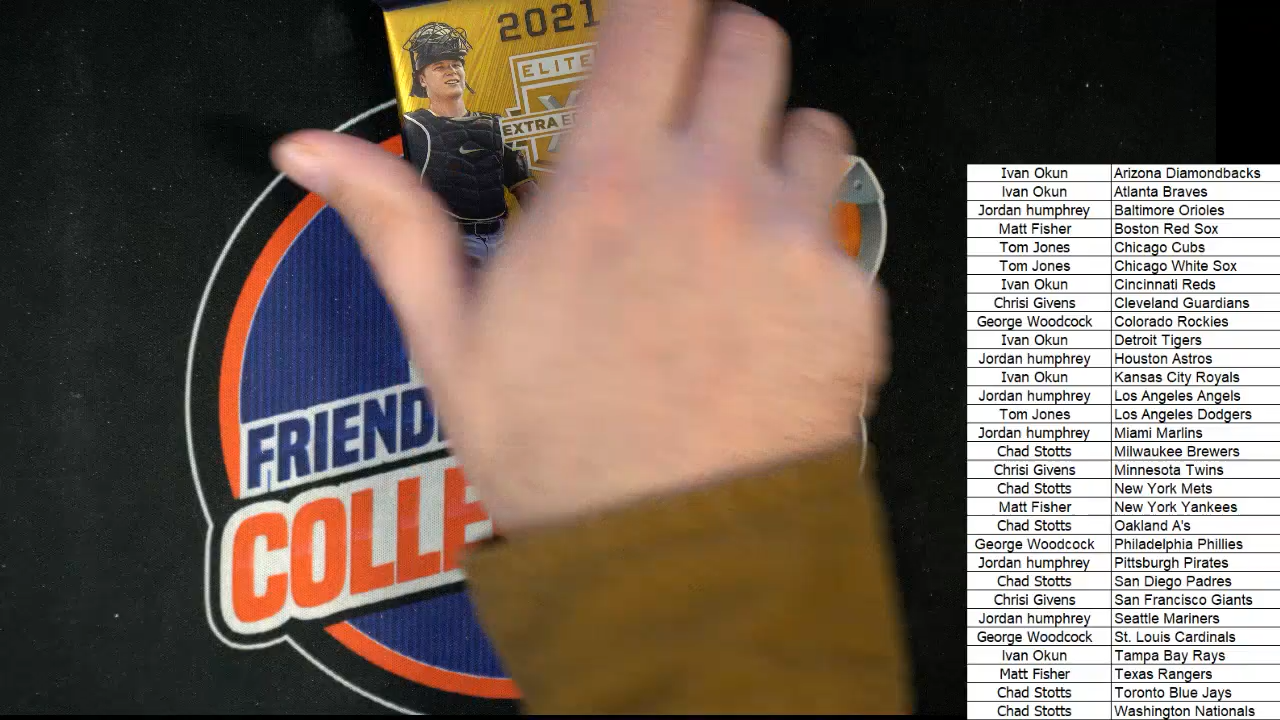 2021
ELITE
EXTRA
FRIEND
COLLE
Ivan Okun Arizona Diamondbacks
Ivan Okun Atlanta Braves
Jordan humphrey Baltimore Orioles
Matt Fisher Boston Red Sox
Tom Jones Chicago Cubs
Tom Jones Chicago White Sox
Ivan Okun Cincinnati Reds
Chrisi Givens Cleveland Guardians
George Woodcock Colorado Rockies
Ivan Okun Detroit Tigers
Jordan humphrey Houston Astros
Ivan Okun Kansas City Royals
Jordan humphrey Los Angeles Angels
Tom Jones Los Angeles Dodgers
Jordan humphrey Miami Marlins
Chad Stotts Milwaukee Brewers
Chrisi Givens Minnesota Twins
Chad Stotts New York Mets
Matt Fisher New York Yankees
Chad Stotts Oakland A's
George Woodcock Philadelphia Phillies
Jordan humphrey Pittsburgh Pirates
Chad Stotts San Diego Padres
Chrisi Givens San Francisco Giants
Jordan humphrey Seattle Mariners
George Woodcock St. Louis Cardinals
Ivan Okun Tampa Bay Rays
Matt Fisher Texas Rangers
Chad Stotts Toronto Blue Jays
Chad Stotts Washington Nationals